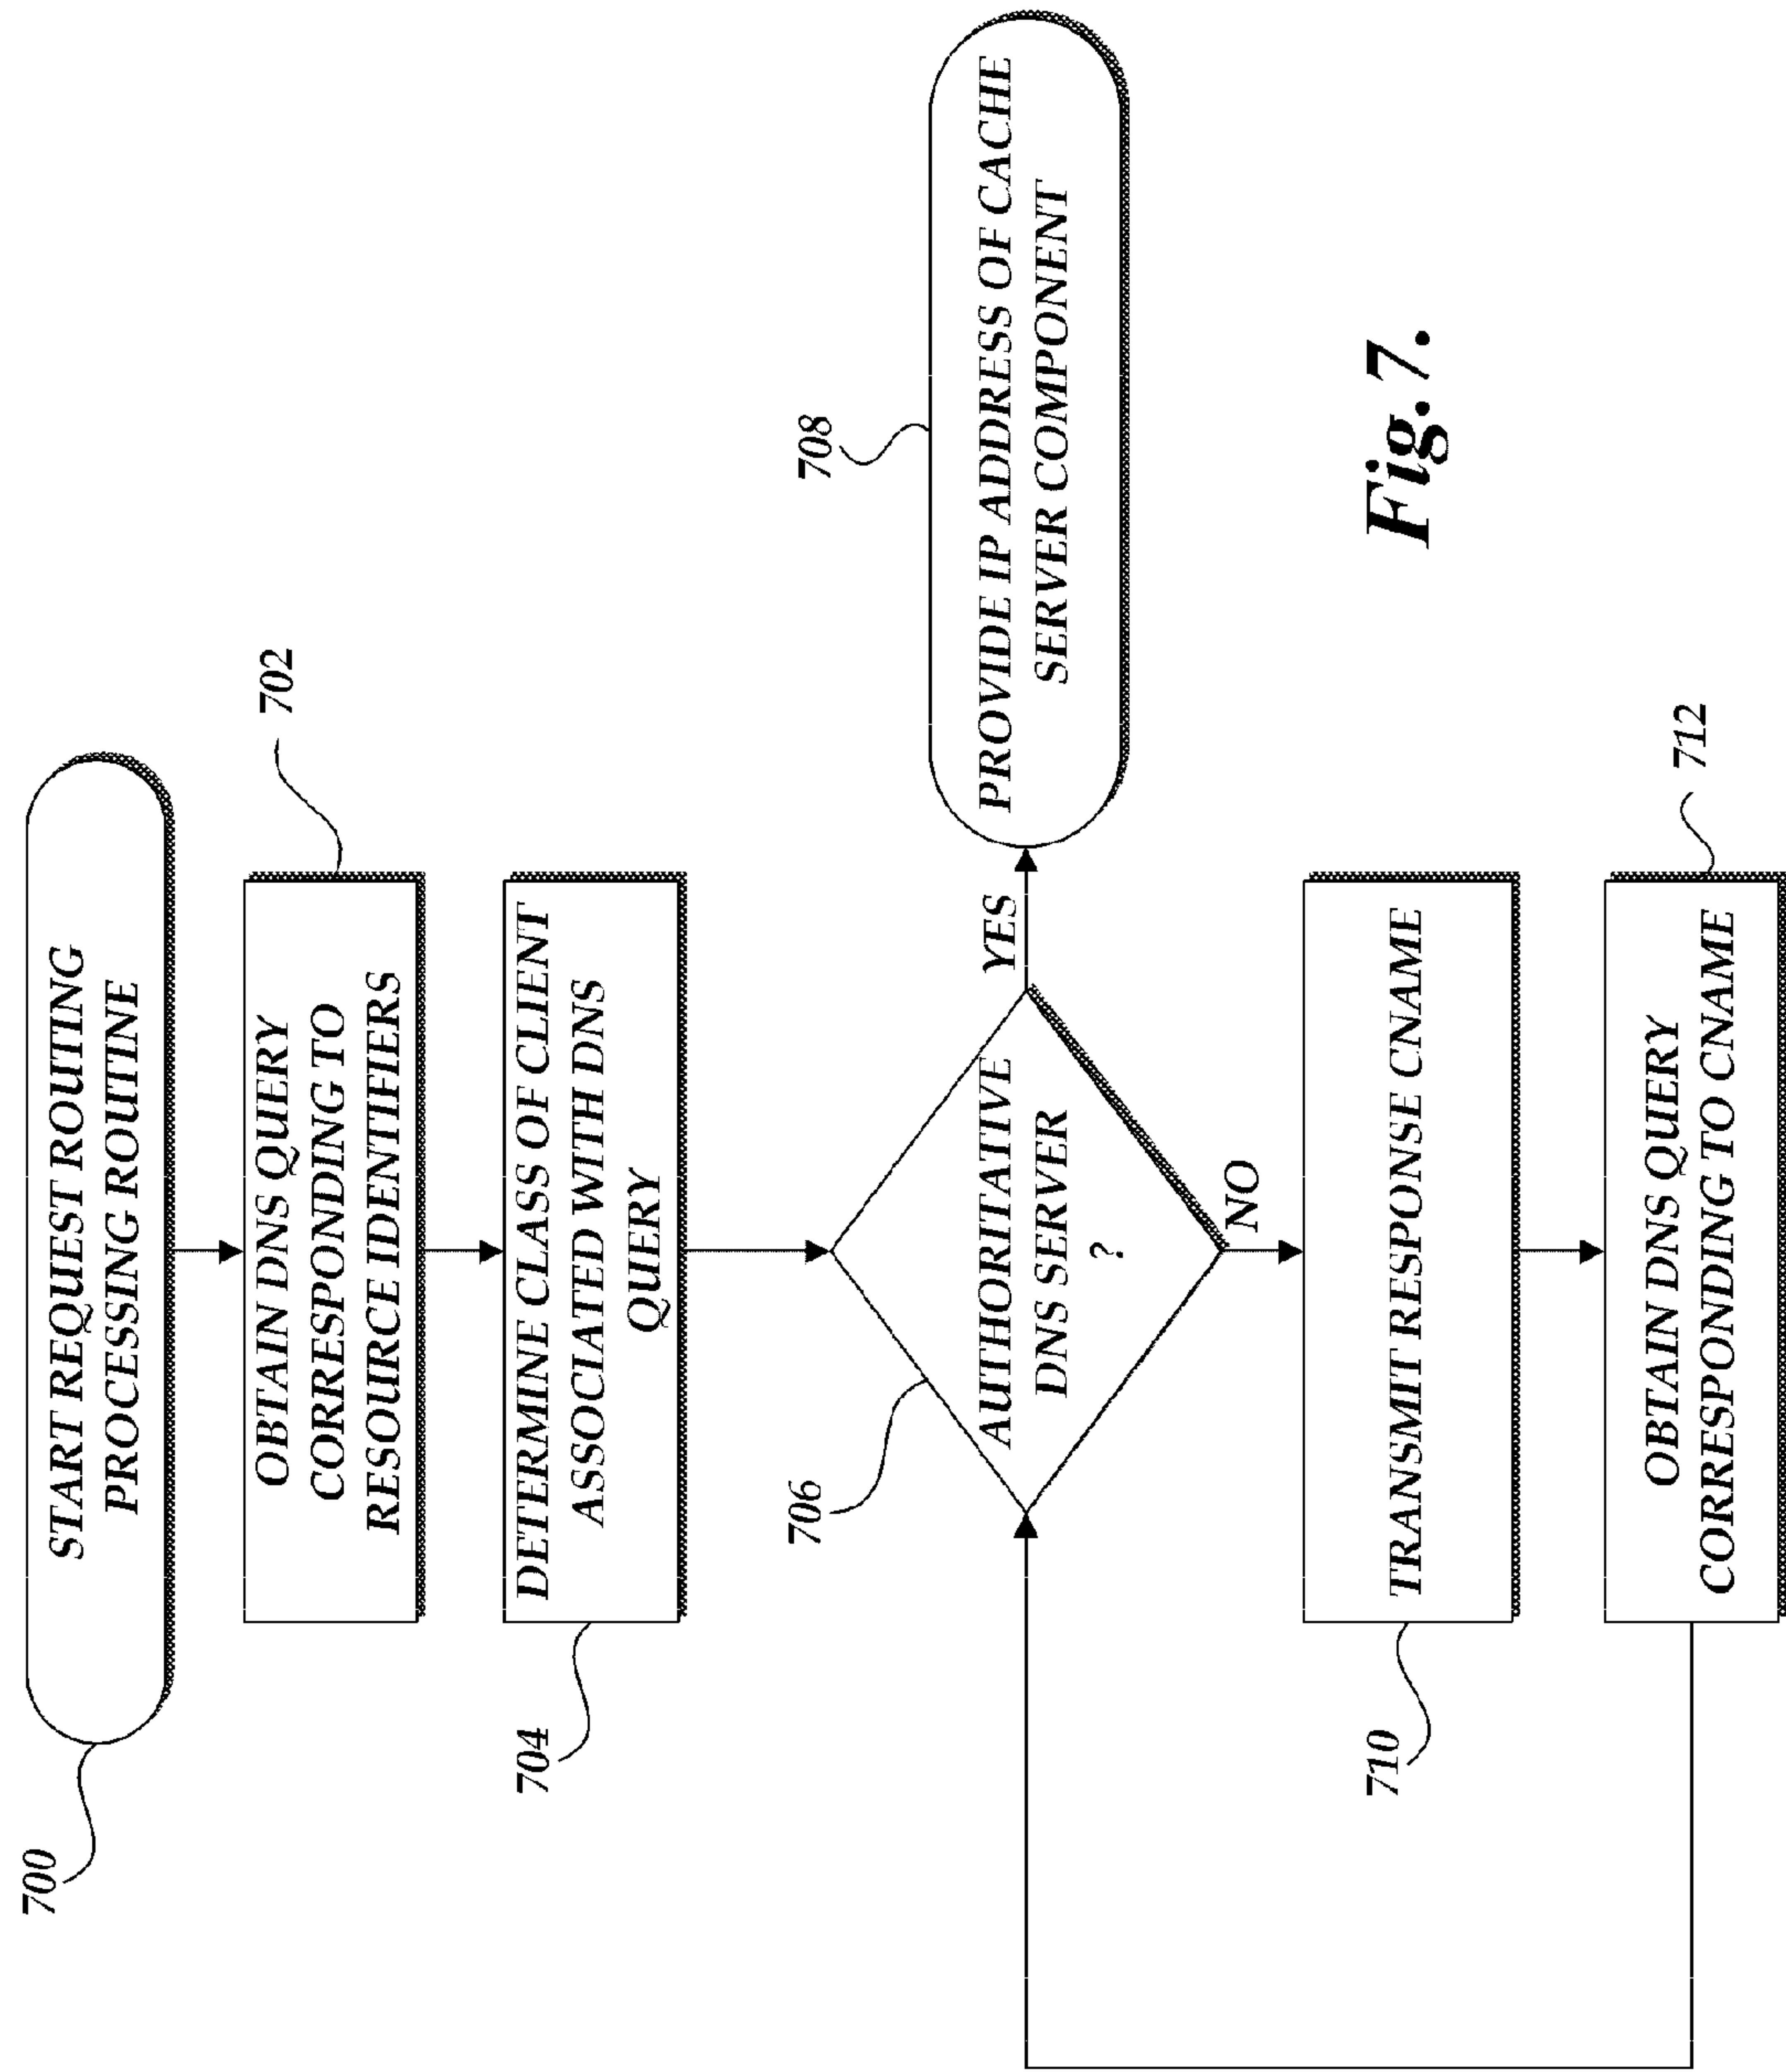 700
START REQUEST ROUTING
PROCESSING ROUTINE
702
OBTAIN DNS QUERY
CORRESPONDING TO
RESOURCE IDENTIFIERS
704
DETERMINE CLASS OF CLIENT
ASSOCIATED WITH DNS
QUERY
706
AUTHORITATIVE
DNS SERVER
?
YES
708
PROVIDE IP ADDRESS OF CACHE
SERVER COMPONENT
NO
710
TRANSMIT RESPONSE CNAME
712
OBTAIN DNS QUERY
CORRESPONDING TO CNAME
Fig.7.